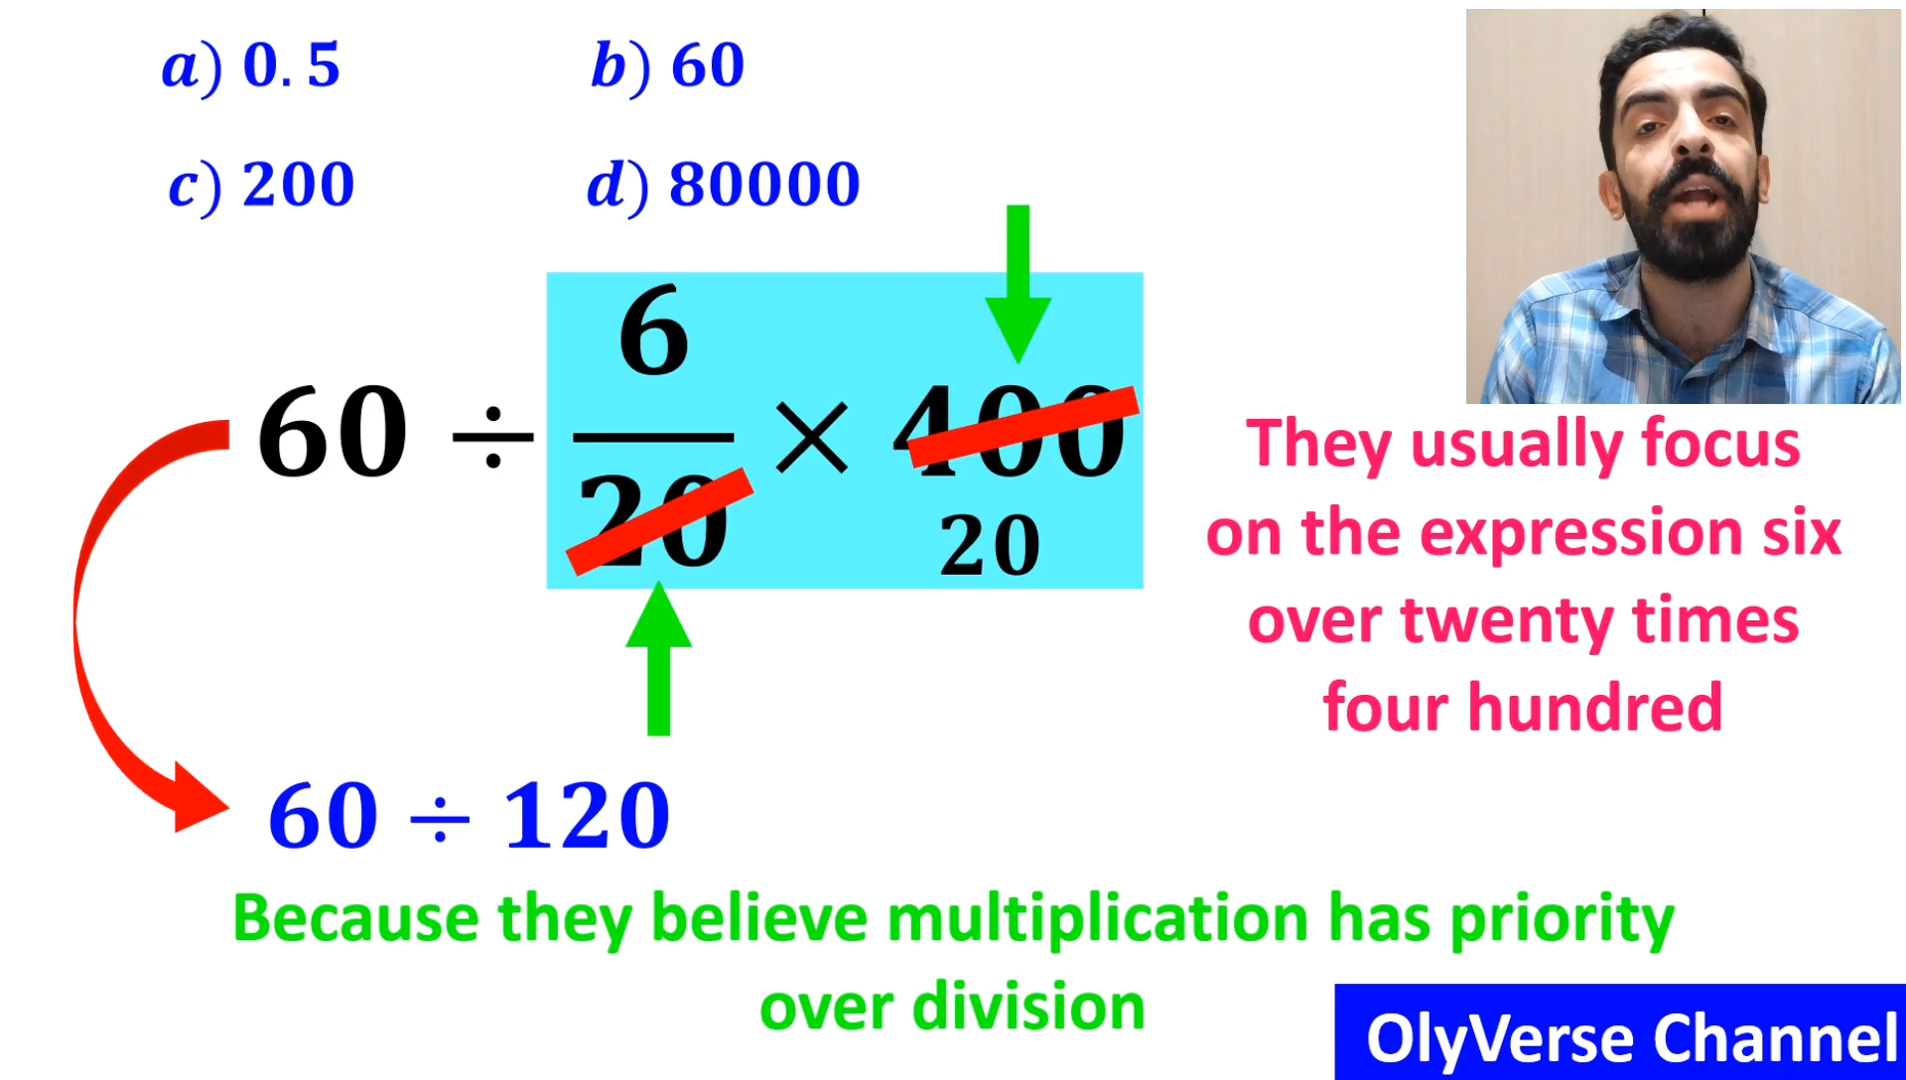 a) 0.5 b) 60
c) 200 d) 80000
60 ÷ 6/20 × 400
20
They usually focus
on the expression six
over twenty times
four hundred
60 ÷ 120
Because they believe multiplication has priority
over division
OlyVerse Channel